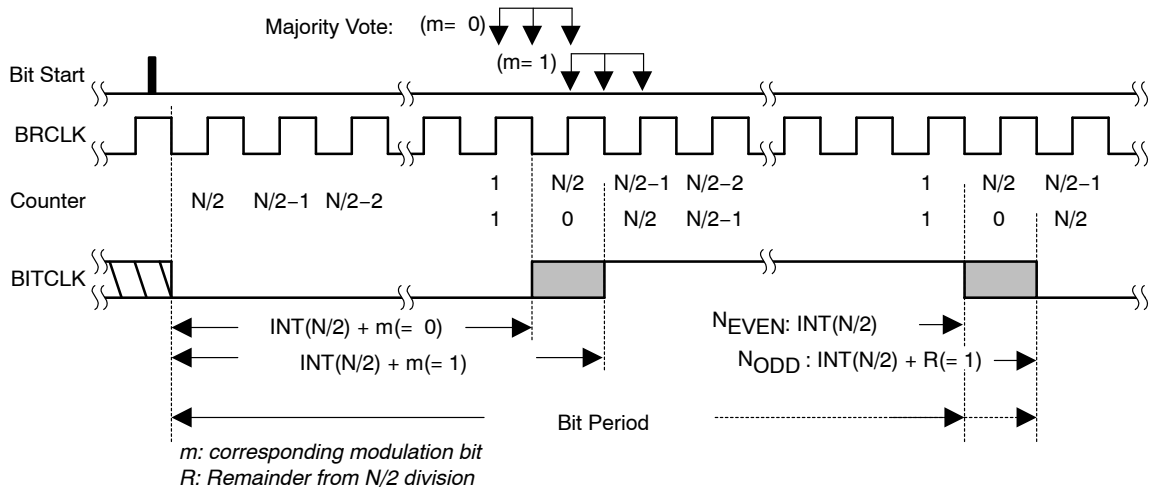 Majority Vote: (m= 0)
(m= 1)
Bit Start
BRCLK
Counter
N/2 N/2−1 N/2−2 1 N/2 N/2−1 N/2−2 1 N/2 N/2−1
1 0 N/2 N/2−1 1 0 N/2
BITCLK
INT(N/2) + m(= 0)
NEVEN: INT(N/2)
INT(N/2) + m(= 1)
NODD : INT(N/2) + R(= 1)
Bit Period
m: corresponding modulation bit
R: Remainder from N/2 division